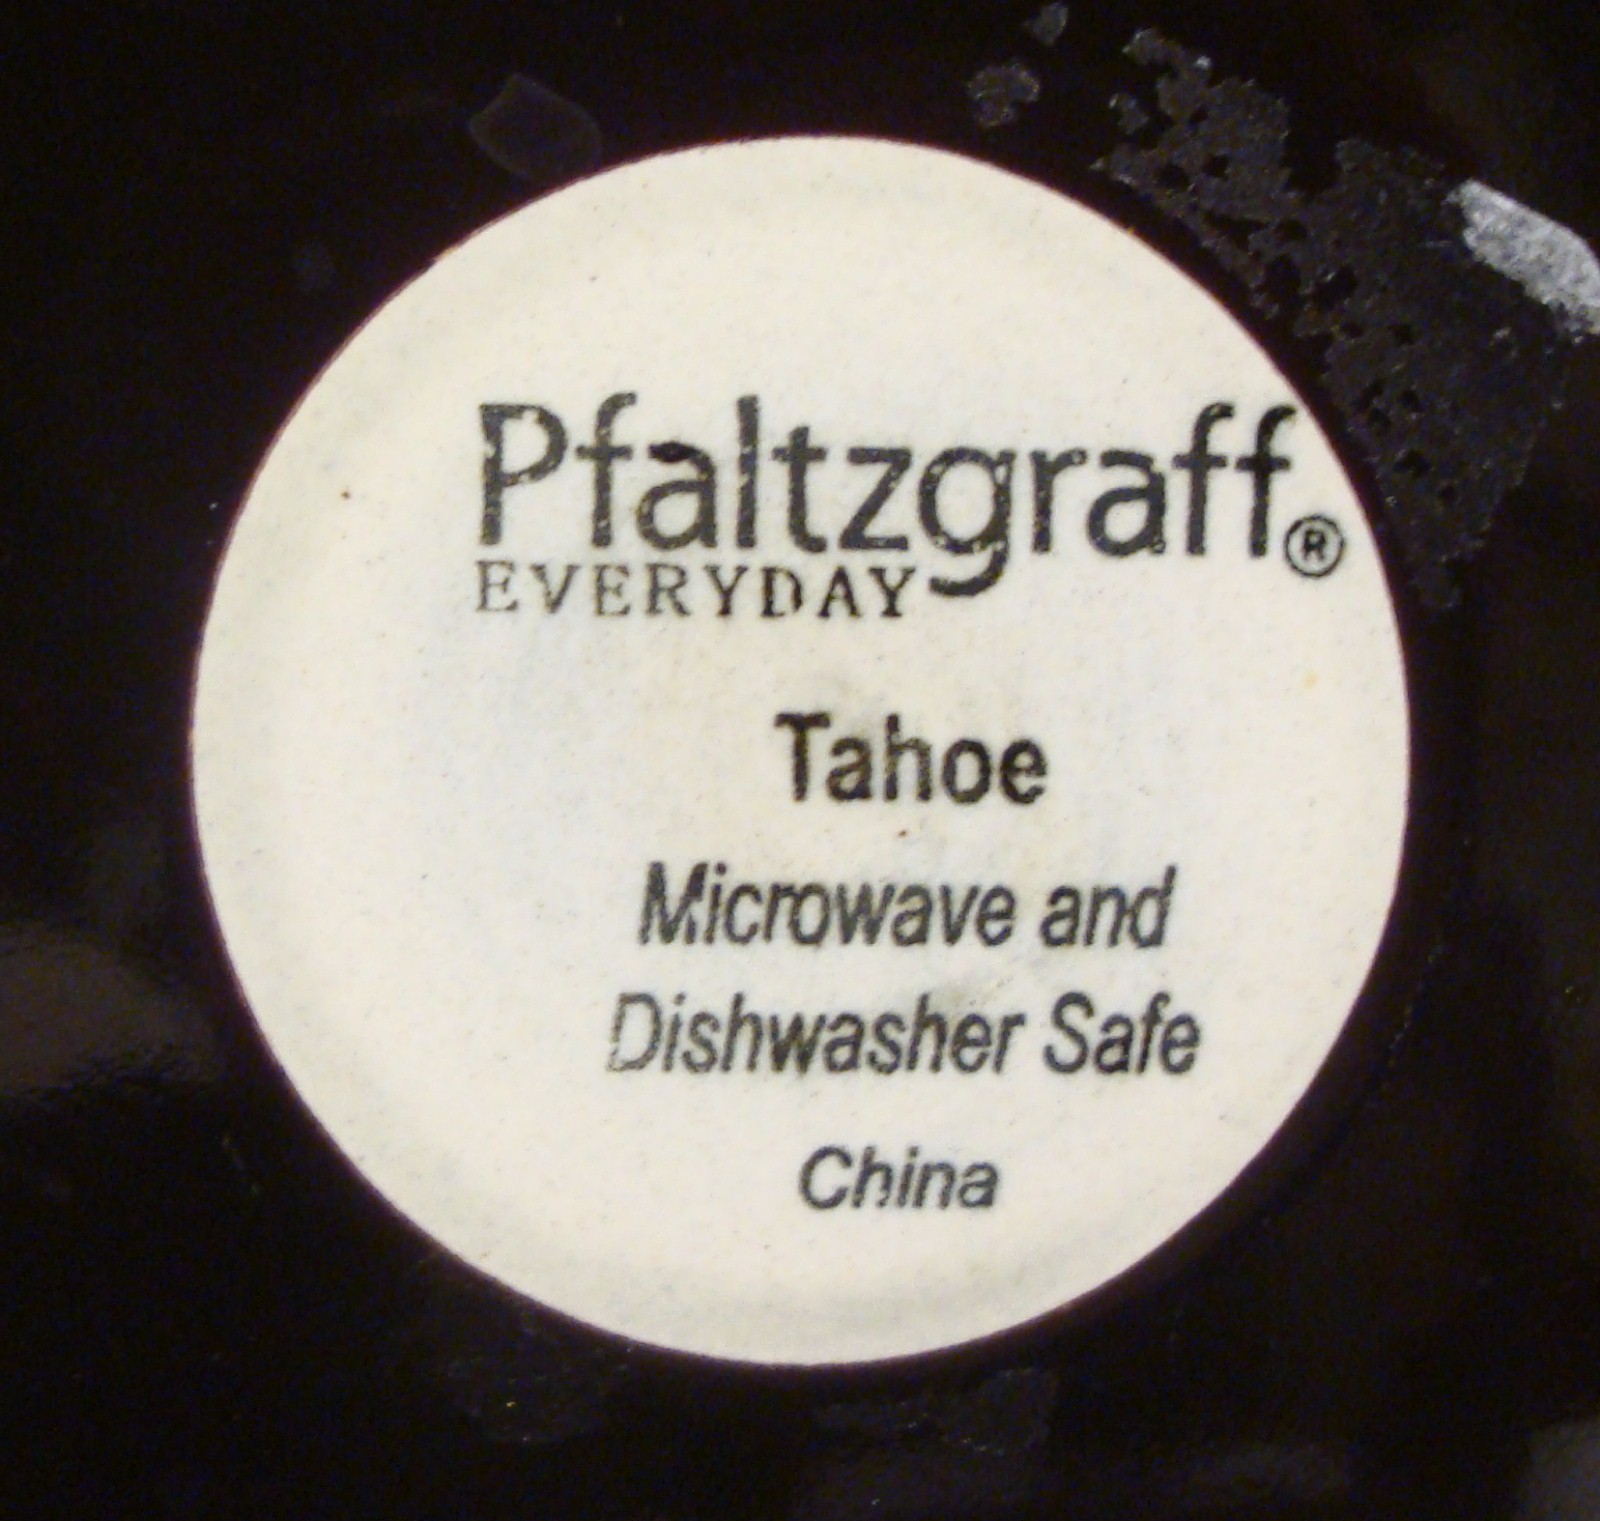 Pfaltzgraff®
EVERYDAY
Tahoe
Microwave and
Dishwasher Safe
China